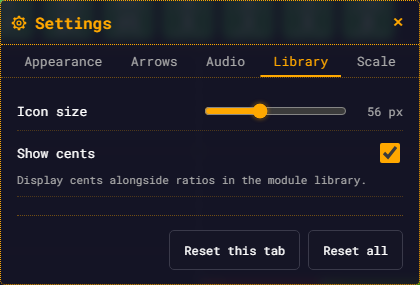 Settings ×
Appearance Arrows Audio Library Scale
Icon size 56 px
Show cents
Display cents alongside ratios in the module library.
Reset this tab Reset all